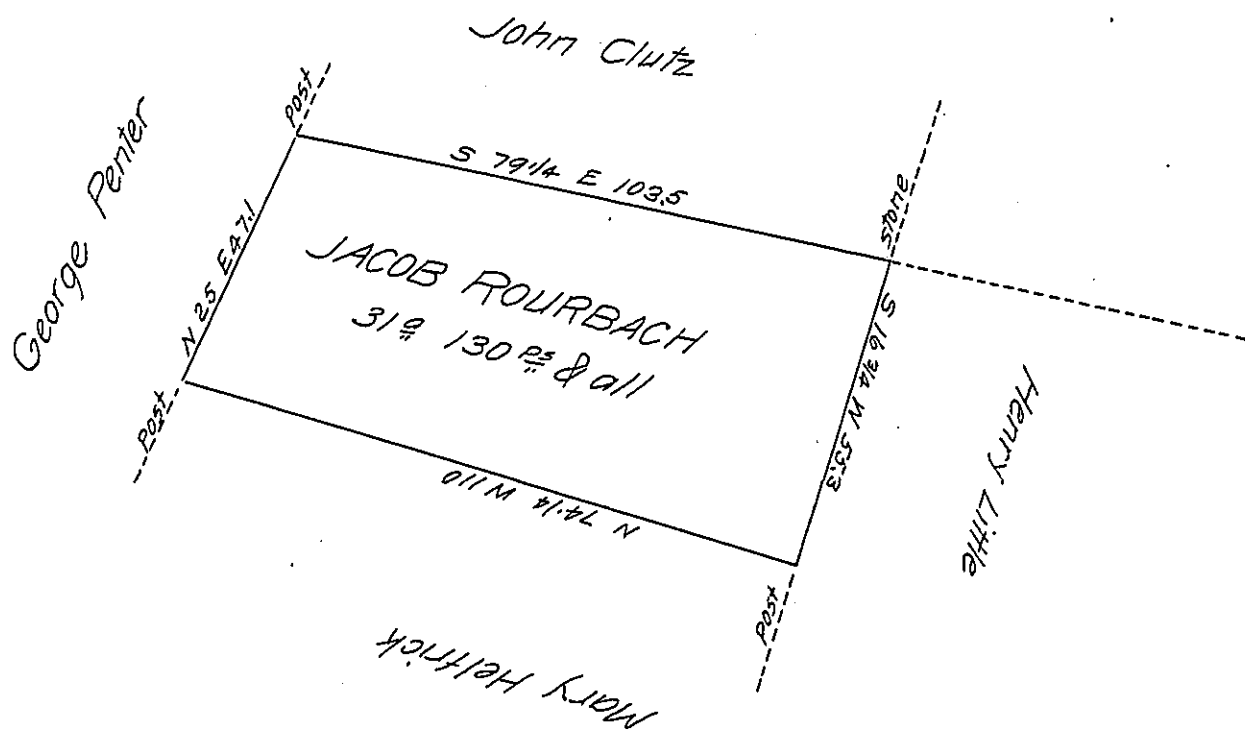 John Clutz
George Penter
Post
S 79 1/4 E 103.5
stone
N 25 E 47.1
JACOB ROURBACH
31 a 130 ps & all
S 16 3/4 W 55.3
Post
N 74 1/4 W 110
Henry Little
Post
Mary Helfrick